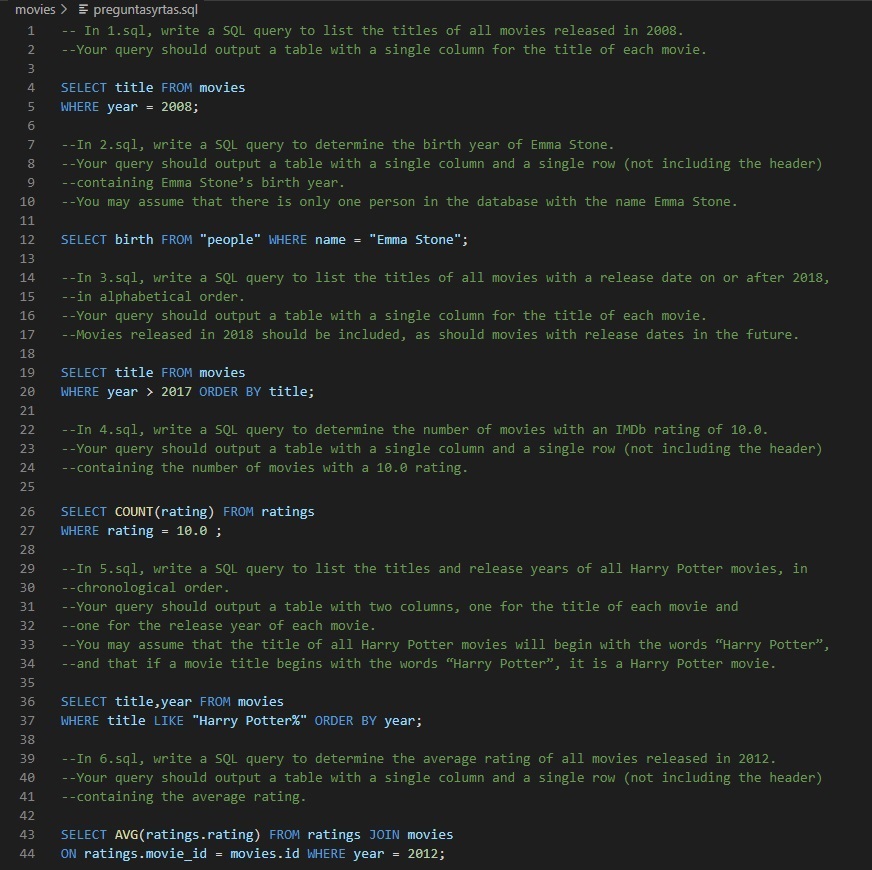 movies > preguntasyrtas.sql
1 -- In 1.sql, write a SQL query to list the titles of all movies released in 2008.
2 --Your query should output a table with a single column for the title of each movie.
3
4 SELECT title FROM movies
5 WHERE year = 2008;
6
7 --In 2.sql, write a SQL query to determine the birth year of Emma Stone.
8 --Your query should output a table with a single column and a single row (not including the header)
9 --containing Emma Stone’s birth year.
10 --You may assume that there is only one person in the database with the name Emma Stone.
11
12 SELECT birth FROM "people" WHERE name = "Emma Stone";
13
14 --In 3.sql, write a SQL query to list the titles of all movies with a release date on or after 2018,
15 --in alphabetical order.
16 --Your query should output a table with a single column for the title of each movie.
17 --Movies released in 2018 should be included, as should movies with release dates in the future.
18
19 SELECT title FROM movies
20 WHERE year > 2017 ORDER BY title;
21
22 --In 4.sql, write a SQL query to determine the number of movies with an IMDb rating of 10.0.
23 --Your query should output a table with a single column and a single row (not including the header)
24 --containing the number of movies with a 10.0 rating.
25
26 SELECT COUNT(rating) FROM ratings
27 WHERE rating = 10.0 ;
28
29 --In 5.sql, write a SQL query to list the titles and release years of all Harry Potter movies, in
30 --chronological order.
31 --Your query should output a table with two columns, one for the title of each movie and
32 --one for the release year of each movie.
33 --You may assume that the title of all Harry Potter movies will begin with the words “Harry Potter”,
34 --and that if a movie title begins with the words “Harry Potter”, it is a Harry Potter movie.
35
36 SELECT title,year FROM movies
37 WHERE title LIKE "Harry Potter%" ORDER BY year;
38
39 --In 6.sql, write a SQL query to determine the average rating of all movies released in 2012.
40 --Your query should output a table with a single column and a single row (not including the header)
41 --containing the average rating.
42
43 SELECT AVG(ratings.rating) FROM ratings JOIN movies
44 ON ratings.movie_id = movies.id WHERE year = 2012;